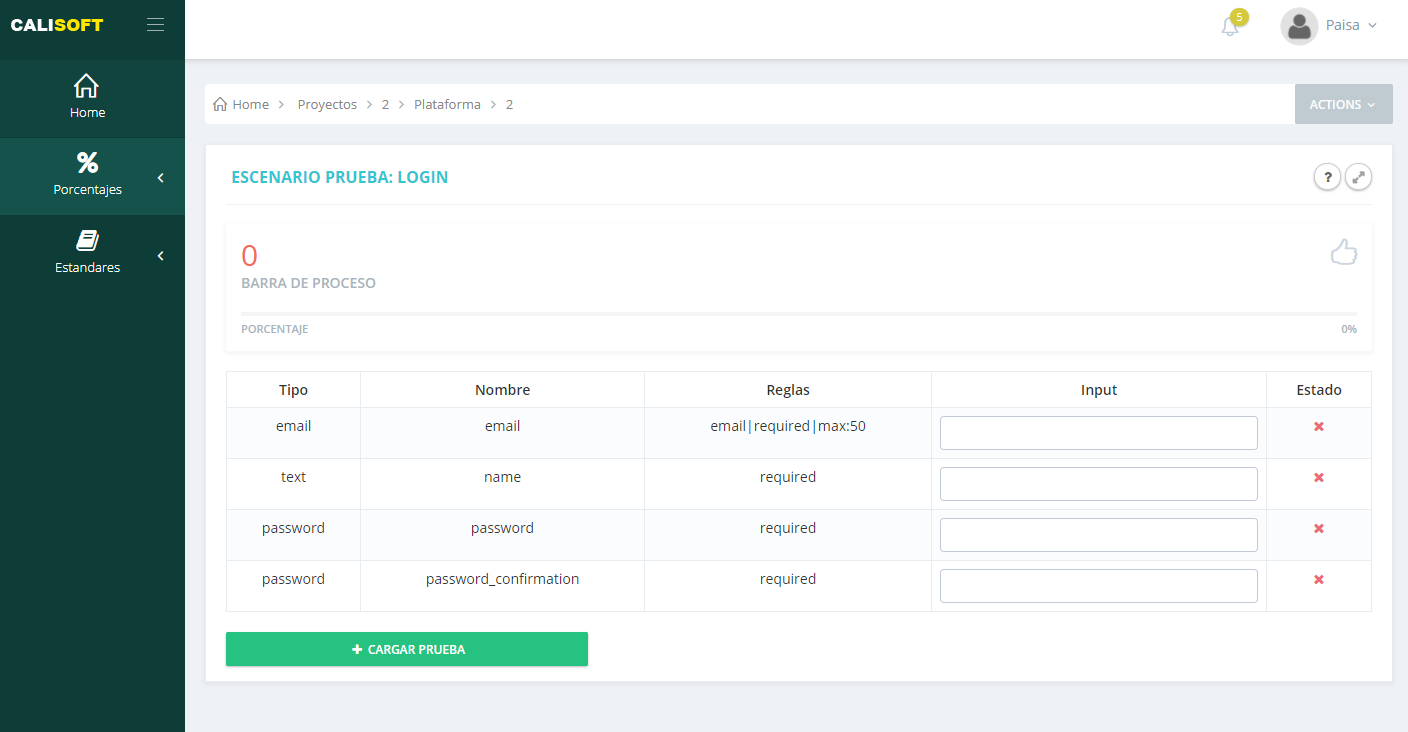 CALISOFT
5
Paisa
Home
Porcentajes
Estandares
Home > Proyectos > 2 > Plataforma > 2
ACTIONS
ESCENARIO PRUEBA: LOGIN
?
0
BARRA DE PROCESO
PORCENTAJE 0%
Tipo Nombre Reglas Input Estado
email email email|required|max:50
text name required
password password required
password password_confirmation required
+ CARGAR PRUEBA